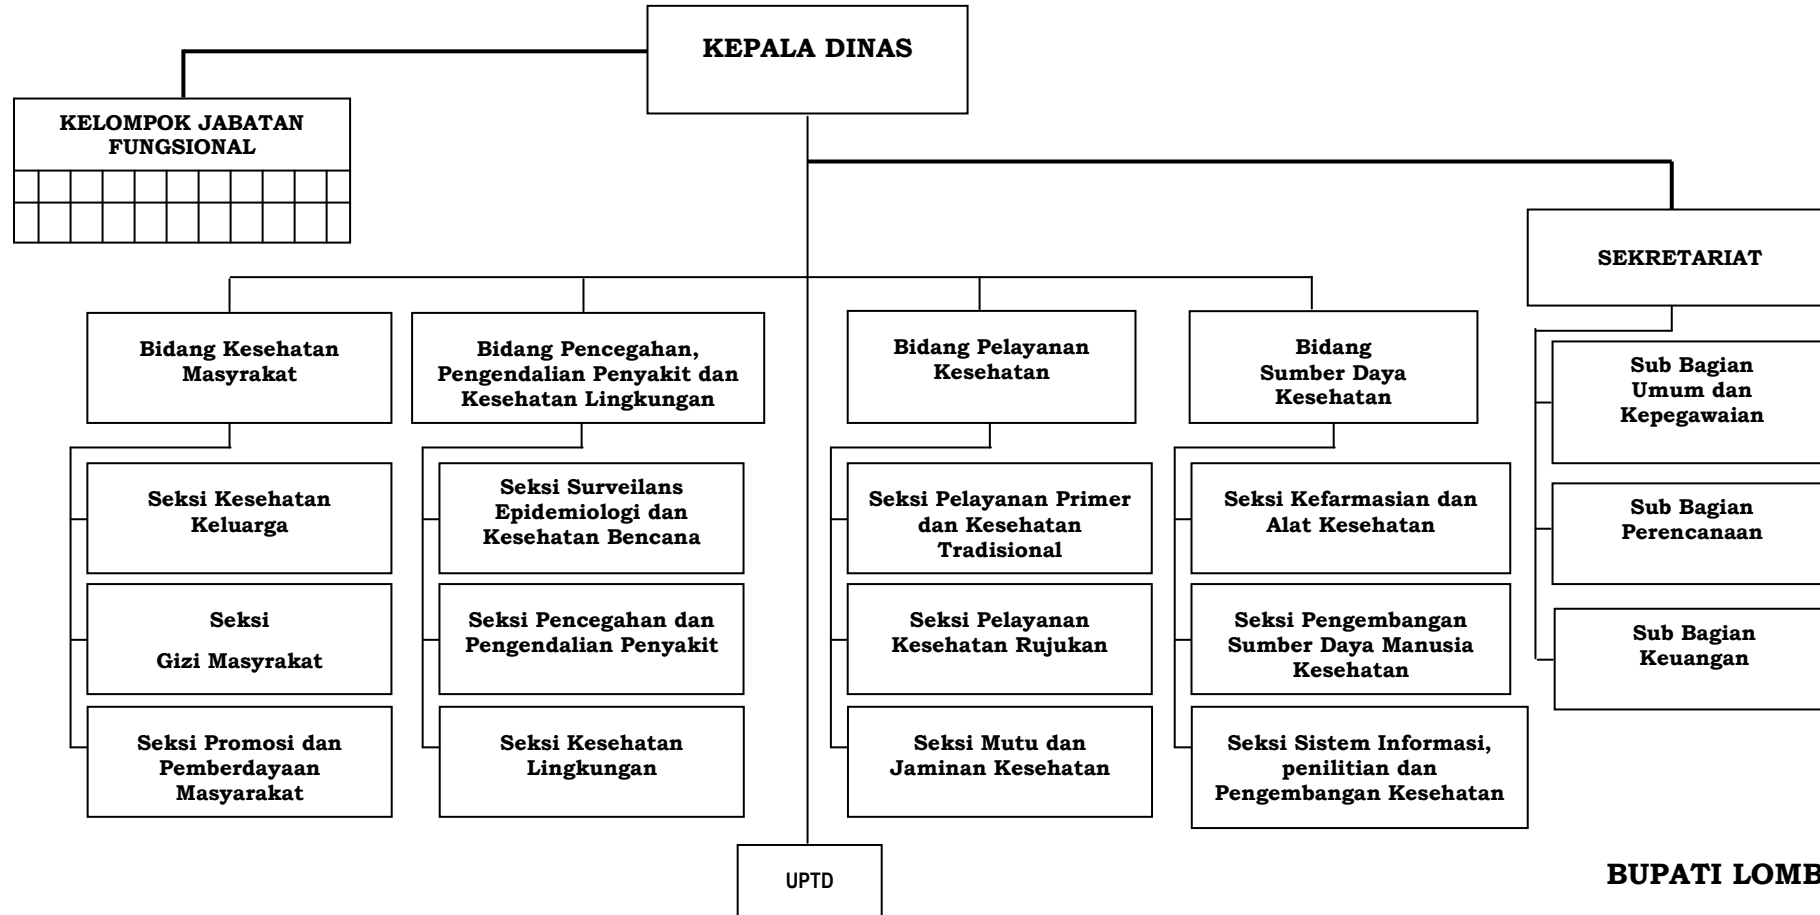 KEPALA DINAS
KELOMPOK JABATAN
FUNGSIONAL
SEKRETARIAT
Bidang Kesehatan
Masyrakat
Bidang Pencegahan,
Pengendalian Penyakit dan
Kesehatan Lingkungan
Bidang Pelayanan
Kesehatan
Bidang
Sumber Daya
Kesehatan
Sub Bagian
Umum dan
Kepegawaian
Sub Bagian
Perencanaan
Sub Bagian
Keuangan
Seksi Kesehatan
Keluarga
Seksi
Gizi Masyrakat
Seksi Promosi dan
Pemberdayaan
Masyarakat
Seksi Surveilans
Epidemiologi dan
Kesehatan Bencana
Seksi Pencegahan dan
Pengendalian Penyakit
Seksi Kesehatan
Lingkungan
Seksi Pelayanan Primer
dan Kesehatan
Tradisional
Seksi Pelayanan
Kesehatan Rujukan
Seksi Mutu dan
Jaminan Kesehatan
Seksi Kefarmasian dan
Alat Kesehatan
Seksi Pengembangan
Sumber Daya Manusia
Kesehatan
Seksi Sistem Informasi,
penilitian dan
Pengembangan Kesehatan
UPTD
BUPATI LOMB